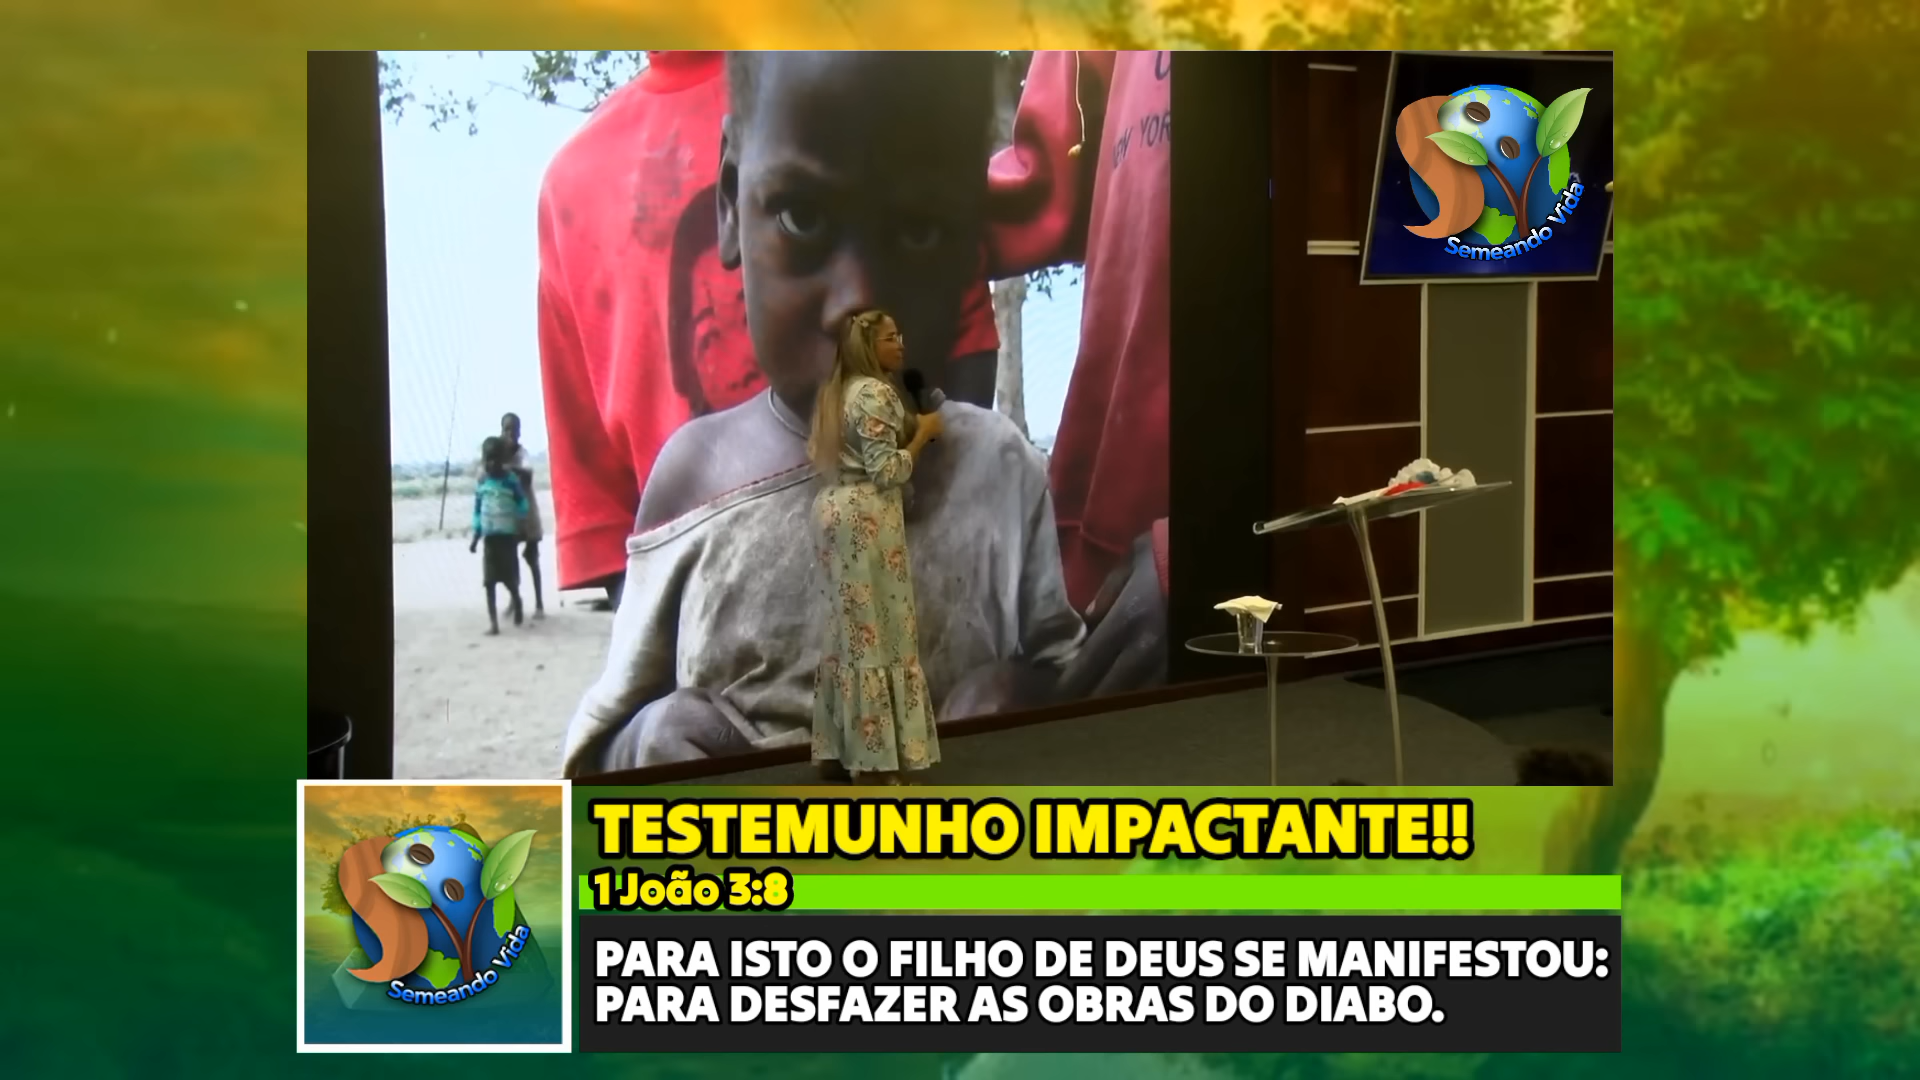 Semeando Vida
TESTEMUNHO IMPACTANTE!!
1 João 3:8
PARA ISTO O FILHO DE DEUS SE MANIFESTOU:
PARA DESFAZER AS OBRAS DO DIABO.
Semeando Vida